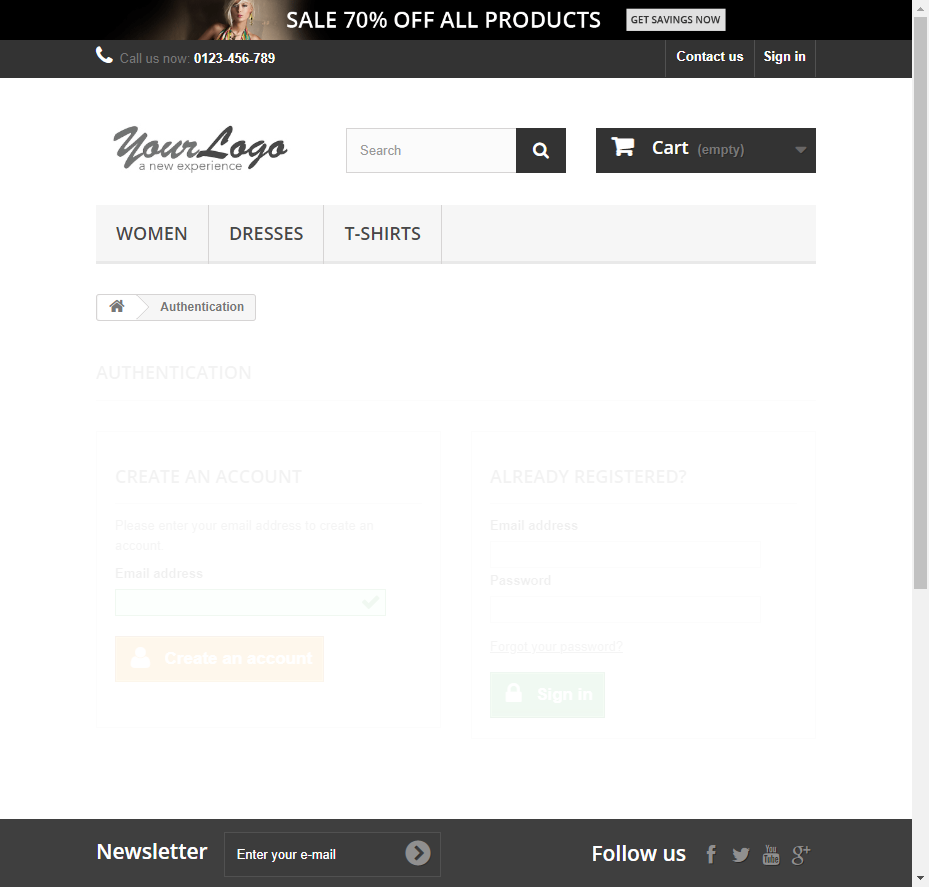 SALE 70% OFF ALL PRODUCTS GET SAVINGS NOW
Call us now: 0123-456-789 Contact us Sign in
YourLogo
a new experience
Search
Cart (empty)
WOMEN DRESSES T-SHIRTS
Authentication
AUTHENTICATION
CREATE AN ACCOUNT
Please enter your email address to create an
account.
Email address
Create an account
ALREADY REGISTERED?
Email address
Password
Forgot your password?
Sign in
Newsletter Enter your e-mail Follow us
You
Tube